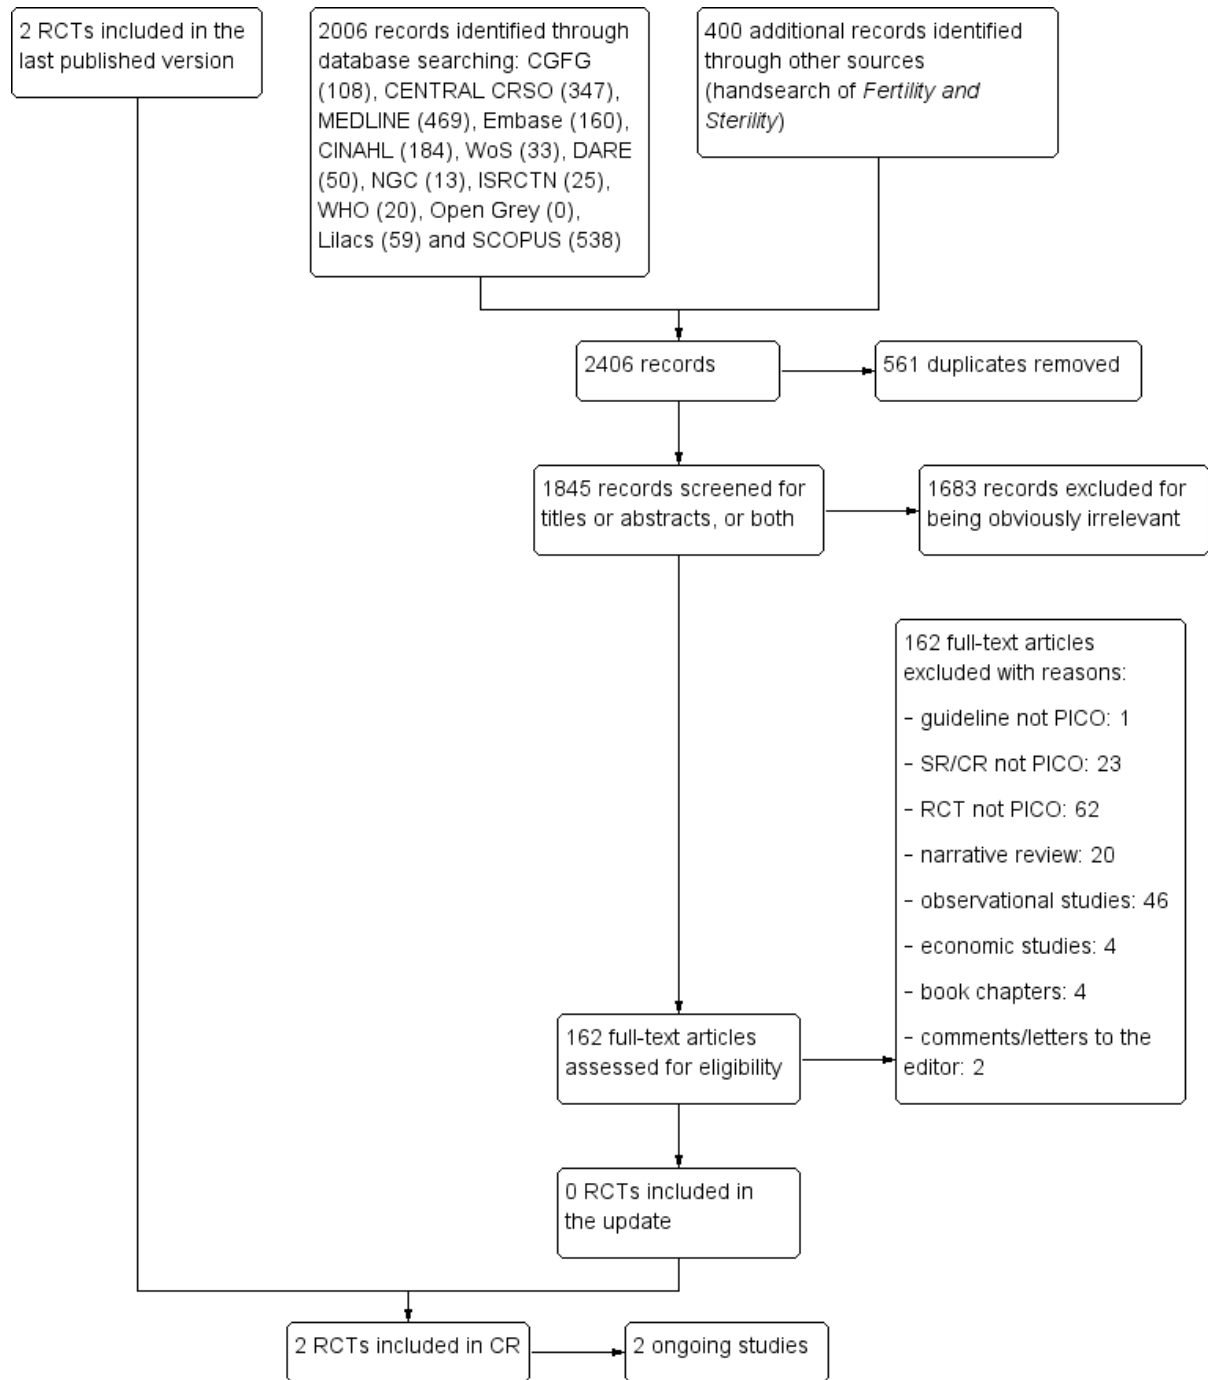 2 RCTs included in the
last published version
2006 records identified through
database searching: CGFG
(108), CENTRAL CRSO (347),
MEDLINE (469), Embase (160),
CINAHL (184), WoS (33), DARE
(50), NGC (13), ISRCTN (25),
WHO (20), Open Grey (0),
Lilacs (59) and SCOPUS (538)
400 additional records identified
through other sources
(handsearch of Fertility and
Sterility)
2406 records
561 duplicates removed
1845 records screened for
titles or abstracts, or both
1683 records excluded for
being obviously irrelevant
162 full-text articles
assessed for eligibility
162 full-text articles
excluded with reasons:
– guideline not PICO: 1
– SR/CR not PICO: 23
– RCT not PICO: 62
– narrative review: 20
– observational studies: 46
– economic studies: 4
– book chapters: 4
– comments/letters to the
editor: 2
0 RCTs included in
the update
2 RCTs included in CR
2 ongoing studies